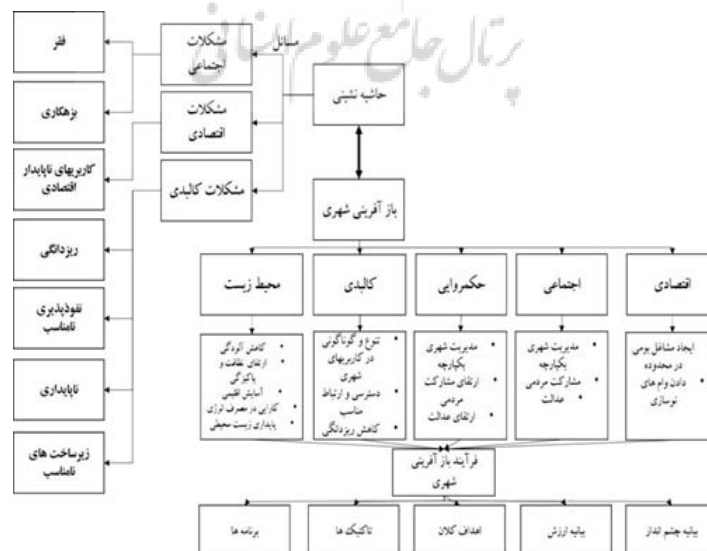 پرتال جامع علوم انسانی
مسائل
حاشیه نشینی
مشکلات
اجتماعی
مشکلات
اقتصادی
مشکلات کالبدی
فقر
بزهکاری
کاربریهای ناپایدار
اقتصادی
ریزدانگی
نفوذپذیری
نامناسب
ناپایداری
زیرساخت های
نامناسب
باز آفرینی شهری
اقتصادی
اجتماعی
حکمروایی
کالبدی
محیط زیست
ایجاد مشاغل بومی
در محدوده
دادن وام های
نوسازی
مدیریت شهری
یکپارچه
مشارکت مردمی
عدالت
مدیریت شهری
یکپارچه
ارتقای مشارکت
مردمی
ارتقای عدالت
تنوع و گوناگونی
در کاربریهای
شهری
دسترسی و ارتباط
مناسب
کاهش ریزدانگی
کاهش آلودگی
ارتقای نظافت و
پاکیزگی
آسایش اقلیمی
کارایی در مصرف انرژی
پایداری زیست محیطی
فرآیند باز آفرینی
شهری
بیانیه چشم انداز
بیانیه ارزش
اهداف کلان
تاکتیک ها
برنامه ها